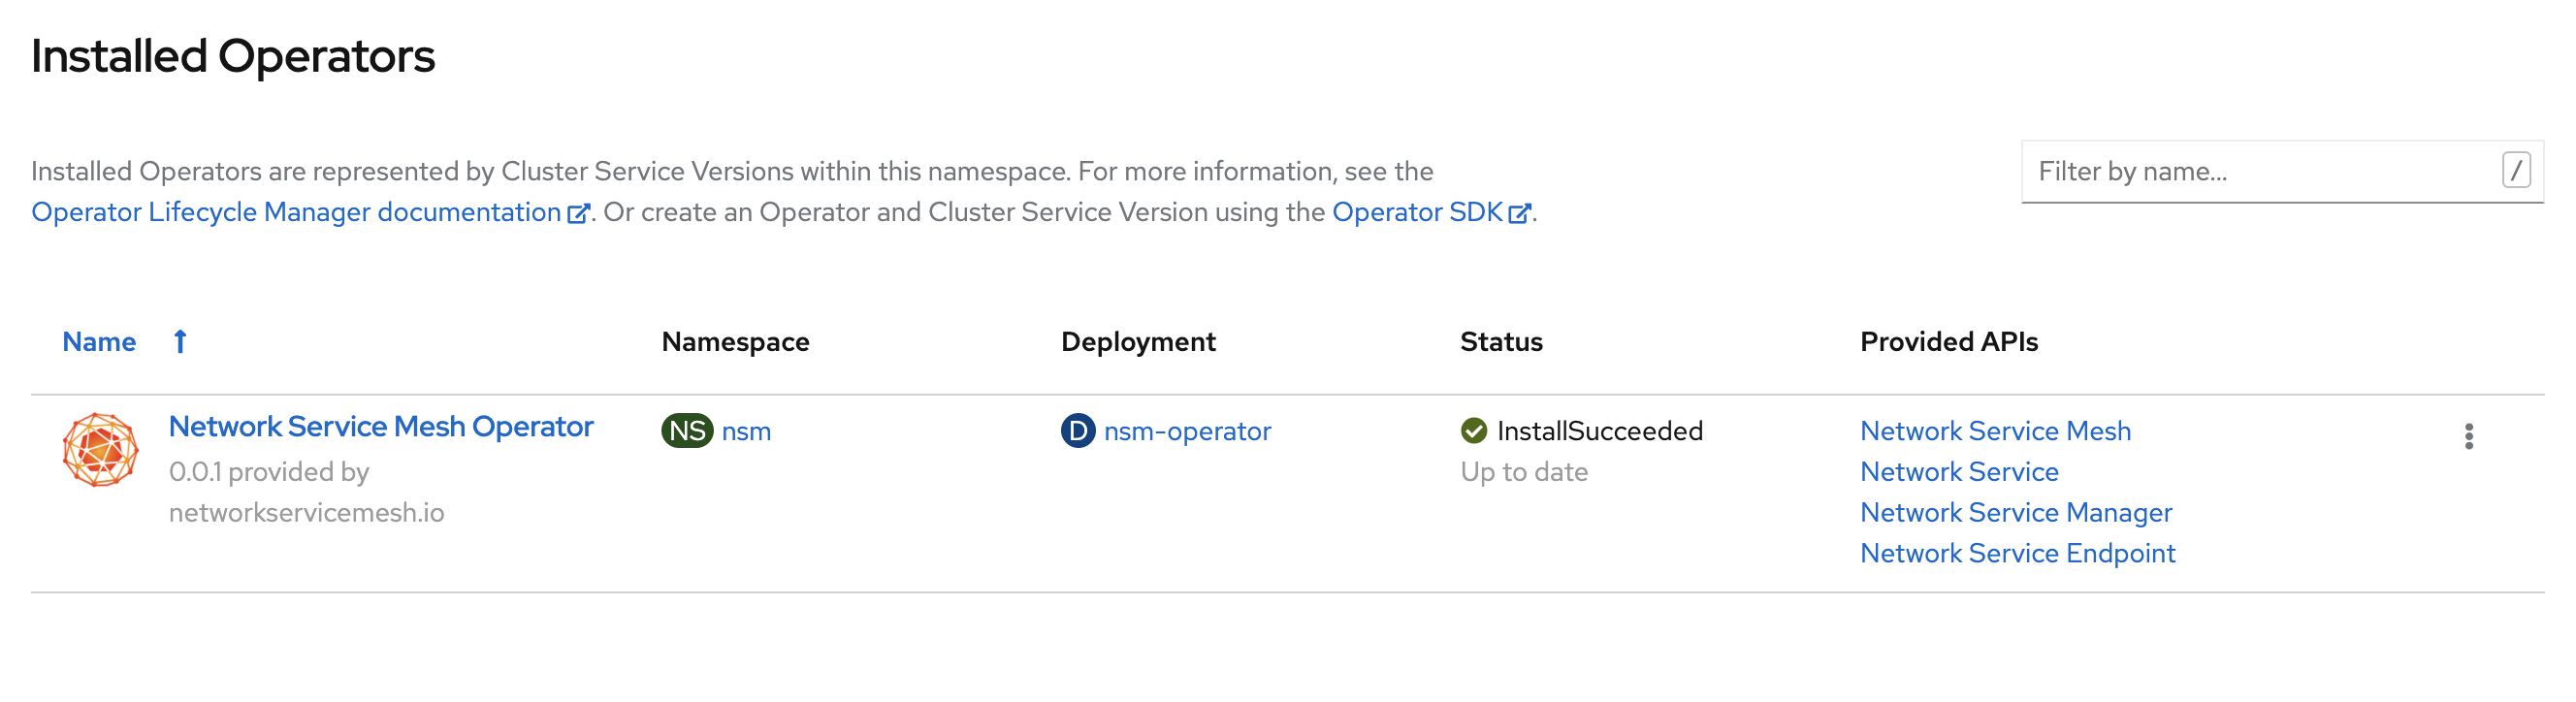 Installed Operators
Installed Operators are represented by Cluster Service Versions within this namespace. For more information, see the
Operator Lifecycle Manager documentation. Or create an Operator and Cluster Service Version using the Operator SDK.
Filter by name...
/
Name
Namespace
Deployment
Status
Provided APIs
Network Service Mesh Operator
0.0.1 provided by
networkservicemesh.io
NS nsm
D nsm-operator
InstallSucceeded
Up to date
Network Service Mesh
Network Service
Network Service Manager
Network Service Endpoint